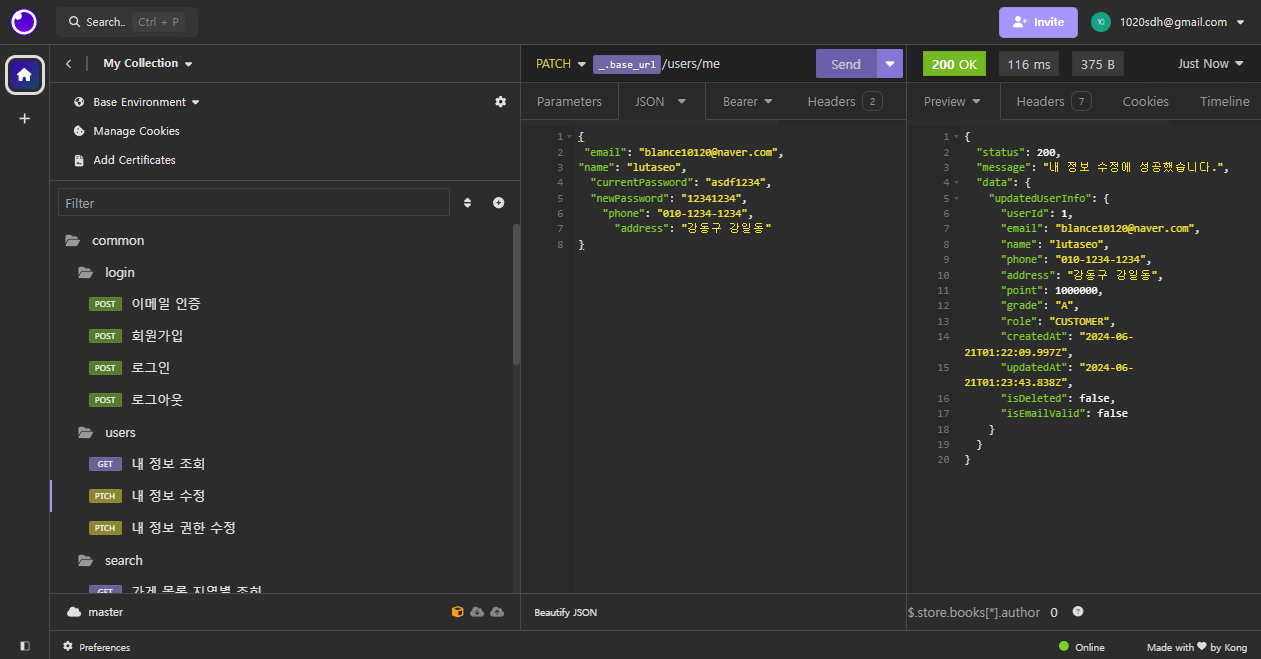 Search.. Ctrl + P
Invite
10 1020sdh@gmail.com
My Collection
Base Environment
Manage Cookies
Add Certificates
Filter
common
login
POST 이메일 인증
POST 회원가입
POST 로그인
POST 로그아웃
users
GET 내 정보 조회
PTCH 내 정보 수정
PTCH 내 정보 권한 수정
search
GET 가게 목록 지역별 조회
master
PATCH _.base_url/users/me Send
Parameters JSON Bearer Headers 2
1 {
2 "email": "blance10120@naver.com",
3 "name": "lutaseo",
4 "currentPassword": "asdf1234",
5 "newPassword": "12341234",
6 "phone": "010-1234-1234",
7 "address": "강동구 강일동"
8 }
Beautify JSON
200 OK 116 ms 375 B Just Now
Preview Headers 7 Cookies Timeline
1 {
2 "status": 200,
3 "message": "내 정보 수정에 성공했습니다.",
4 "data": {
5 "updatedUserInfo": {
6 "userId": 1,
7 "email": "blance10120@naver.com",
8 "name": "lutaseo",
9 "phone": "010-1234-1234",
10 "address": "강동구 강일동",
11 "point": 1000000,
12 "grade": "A",
13 "role": "CUSTOMER",
14 "createdAt": "2024-06-
21T01:22:09.997Z",
15 "updatedAt": "2024-06-
21T01:23:43.838Z",
16 "isDeleted": false,
17 "isEmailValid": false
18 }
19 }
20 }
$.store.books[*].author 0 ?
Preferences
Online
Made with ♥ by Kong